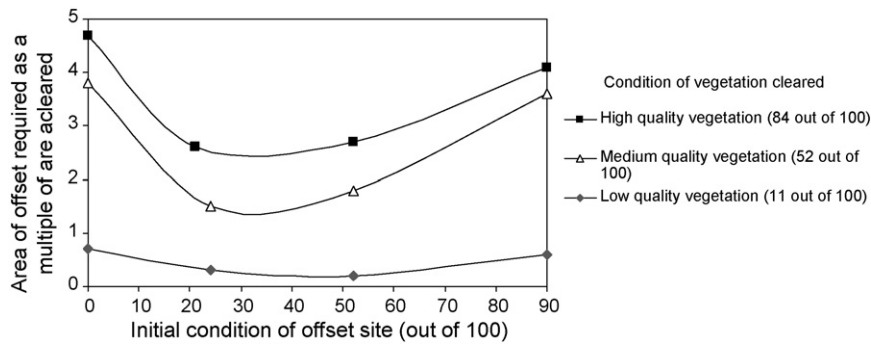 Area of offset required as a
multiple of are acleared
5
4
3
2
1
0
0 10 20 30 40 50 60 70 80 90
Initial condition of offset site (out of 100)
Condition of vegetation cleared
High quality vegetation (84 out of 100)
Medium quality vegetation (52 out of
100)
Low quality vegetation (11 out of 100)